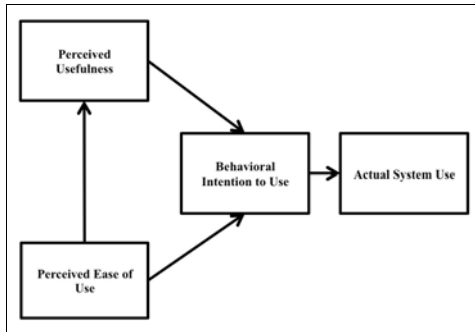 Perceived
Usefulness
Behavioral
Intention to Use
Actual System Use
Perceived Ease of
Use